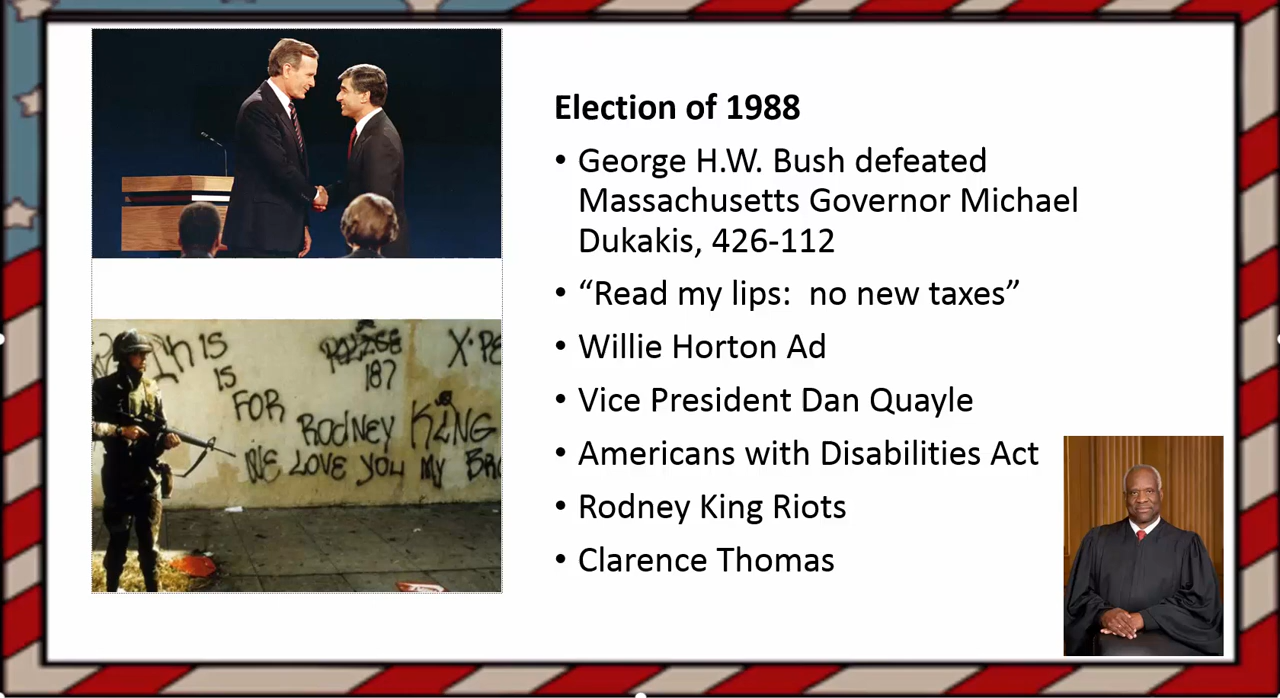 Election of 1988
• George H.W. Bush defeated
Massachusetts Governor Michael
Dukakis, 426-112
• “Read my lips:  no new taxes”
• Willie Horton Ad
• Vice President Dan Quayle
• Americans with Disabilities Act
• Rodney King Riots
• Clarence Thomas
IS
IS
187
FOR
RODNEY KING
WE LOVE YOU MY